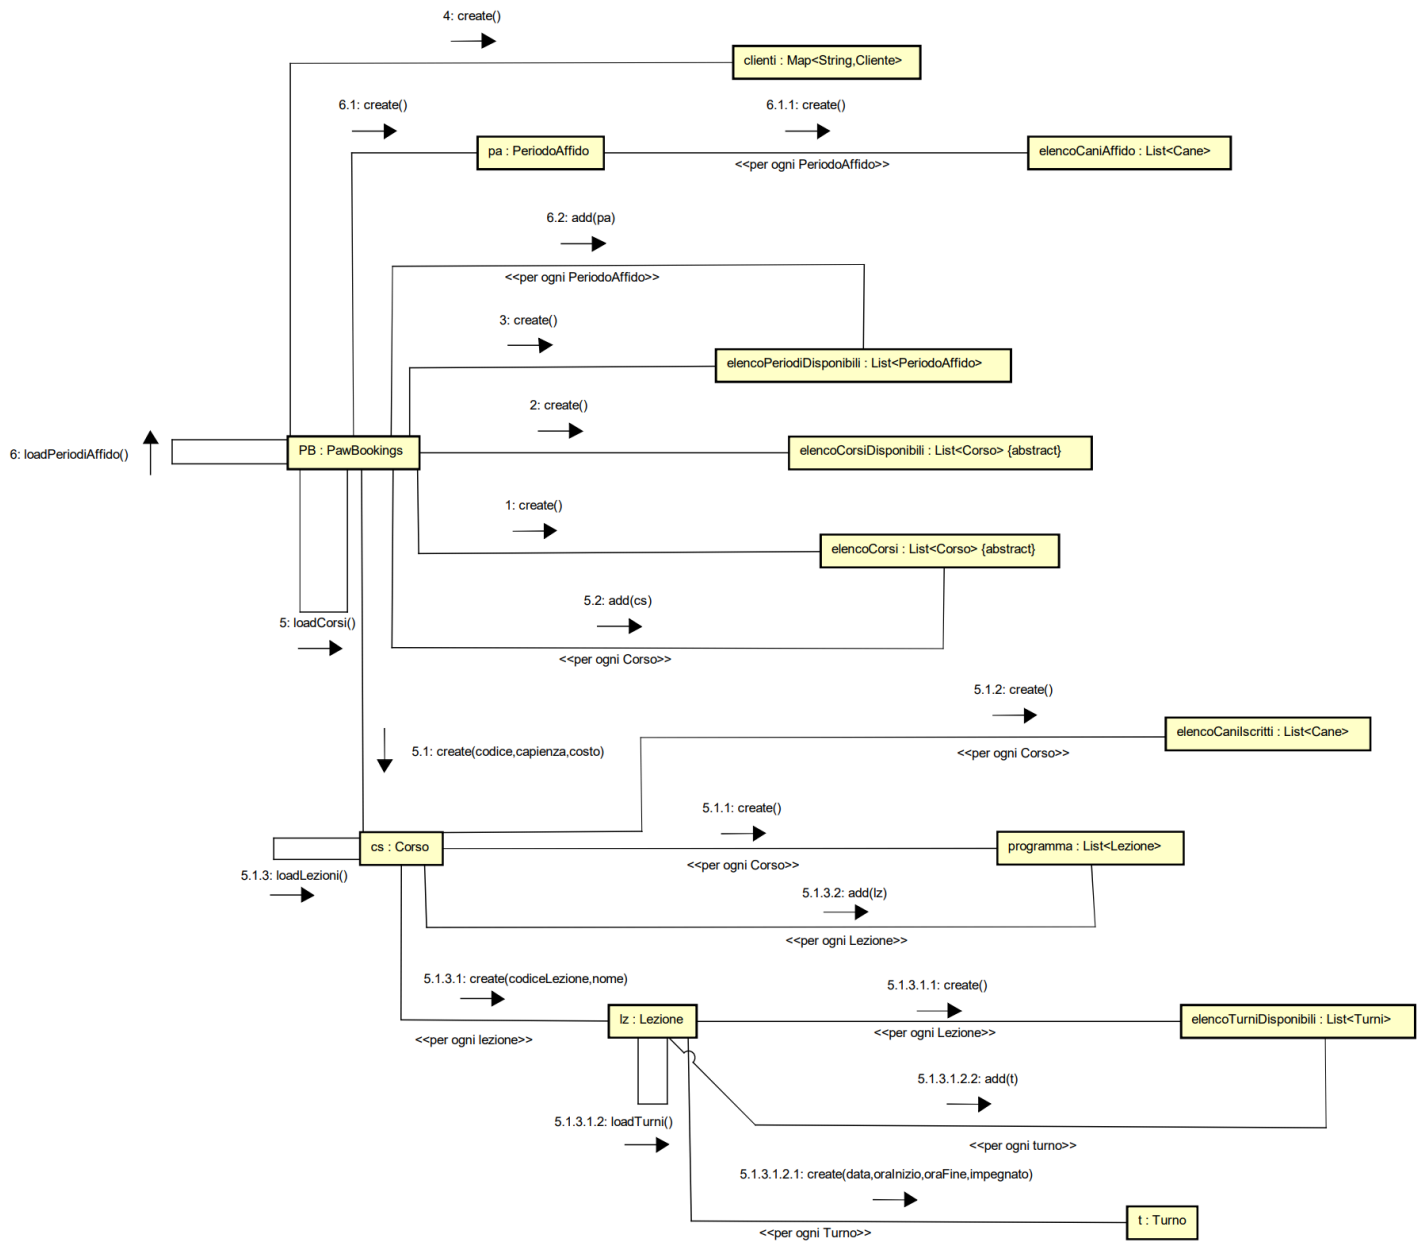 4: create()
clienti : Map<String,Cliente>
6.1: create()
6.1.1: create()
pa : PeriodoAffido
<<per ogni PeriodoAffido>>
elencoCaniAffido : List<Cane>
6.2: add(pa)
<<per ogni PeriodoAffido>>
3: create()
elencoPeriodiDisponibili : List<PeriodoAffido>
2: create()
6: loadPeriodiAffido()
PB : PawBookings
elencoCorsiDisponibili : List<Corso> {abstract}
1: create()
elencoCorsi : List<Corso> {abstract}
5.2: add(cs)
5: loadCorsi()
<<per ogni Corso>>
5.1.2: create()
elencoCaniIscritti : List<Cane>
5.1: create(codice,capienza,costo)
<<per ogni Corso>>
5.1.1: create()
cs : Corso
programma : List<Lezione>
<<per ogni Corso>>
5.1.3: loadLezioni()
5.1.3.2: add(lz)
<<per ogni Lezione>>
5.1.3.1: create(codiceLezione,nome)
5.1.3.1.1: create()
lz : Lezione
elencoTurniDisponibili : List<Turni>
<<per ogni lezione>>
<<per ogni Lezione>>
5.1.3.1.2.2: add(t)
5.1.3.1.2: loadTurni()
<<per ogni turno>>
5.1.3.1.2.1: create(data,oraInizio,oraFine,impegnato)
t : Turno
<<per ogni Turno>>